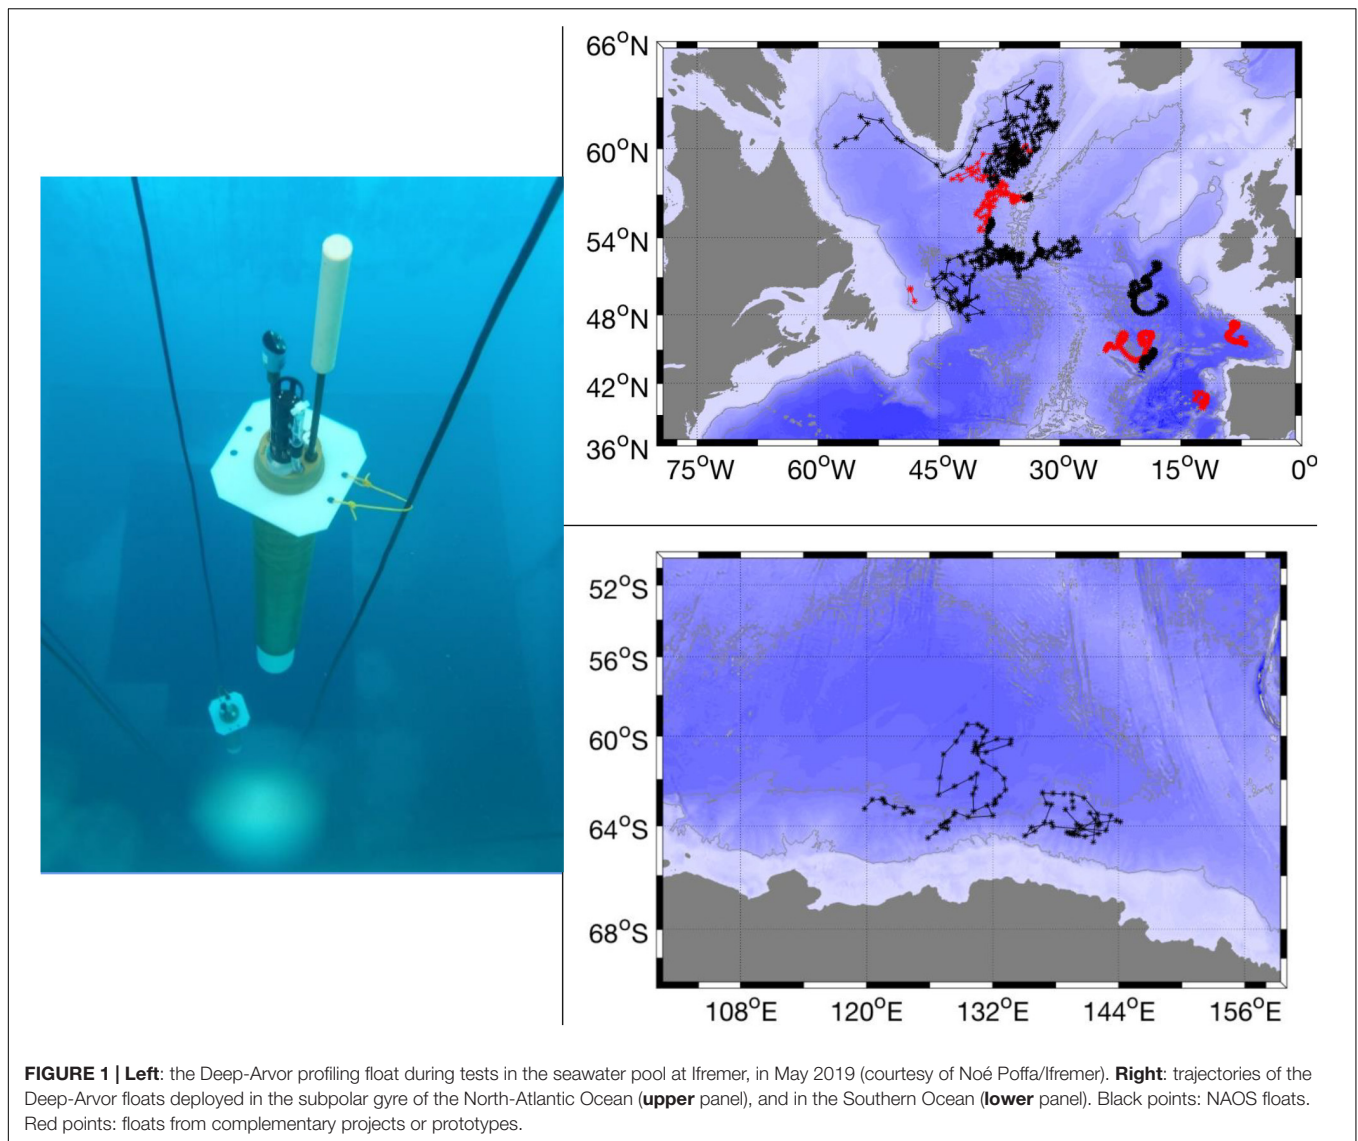 66°N
60°N
54°N
48°N
42°N
36°N
75°W 60°W 45°W 30°W 15°W 0°
52°S
56°S
60°S
64°S
68°S
108°E 120°E 132°E 144°E 156°E
FIGURE 1 | Left: the Deep-Arvor profiling float during tests in the seawater pool at Ifremer, in May 2019 (courtesy of Noé Poffa/Ifremer). Right: trajectories of the
Deep-Arvor floats deployed in the subpolar gyre of the North-Atlantic Ocean (upper panel), and in the Southern Ocean (lower panel). Black points: NAOS floats.
Red points: floats from complementary projects or prototypes.